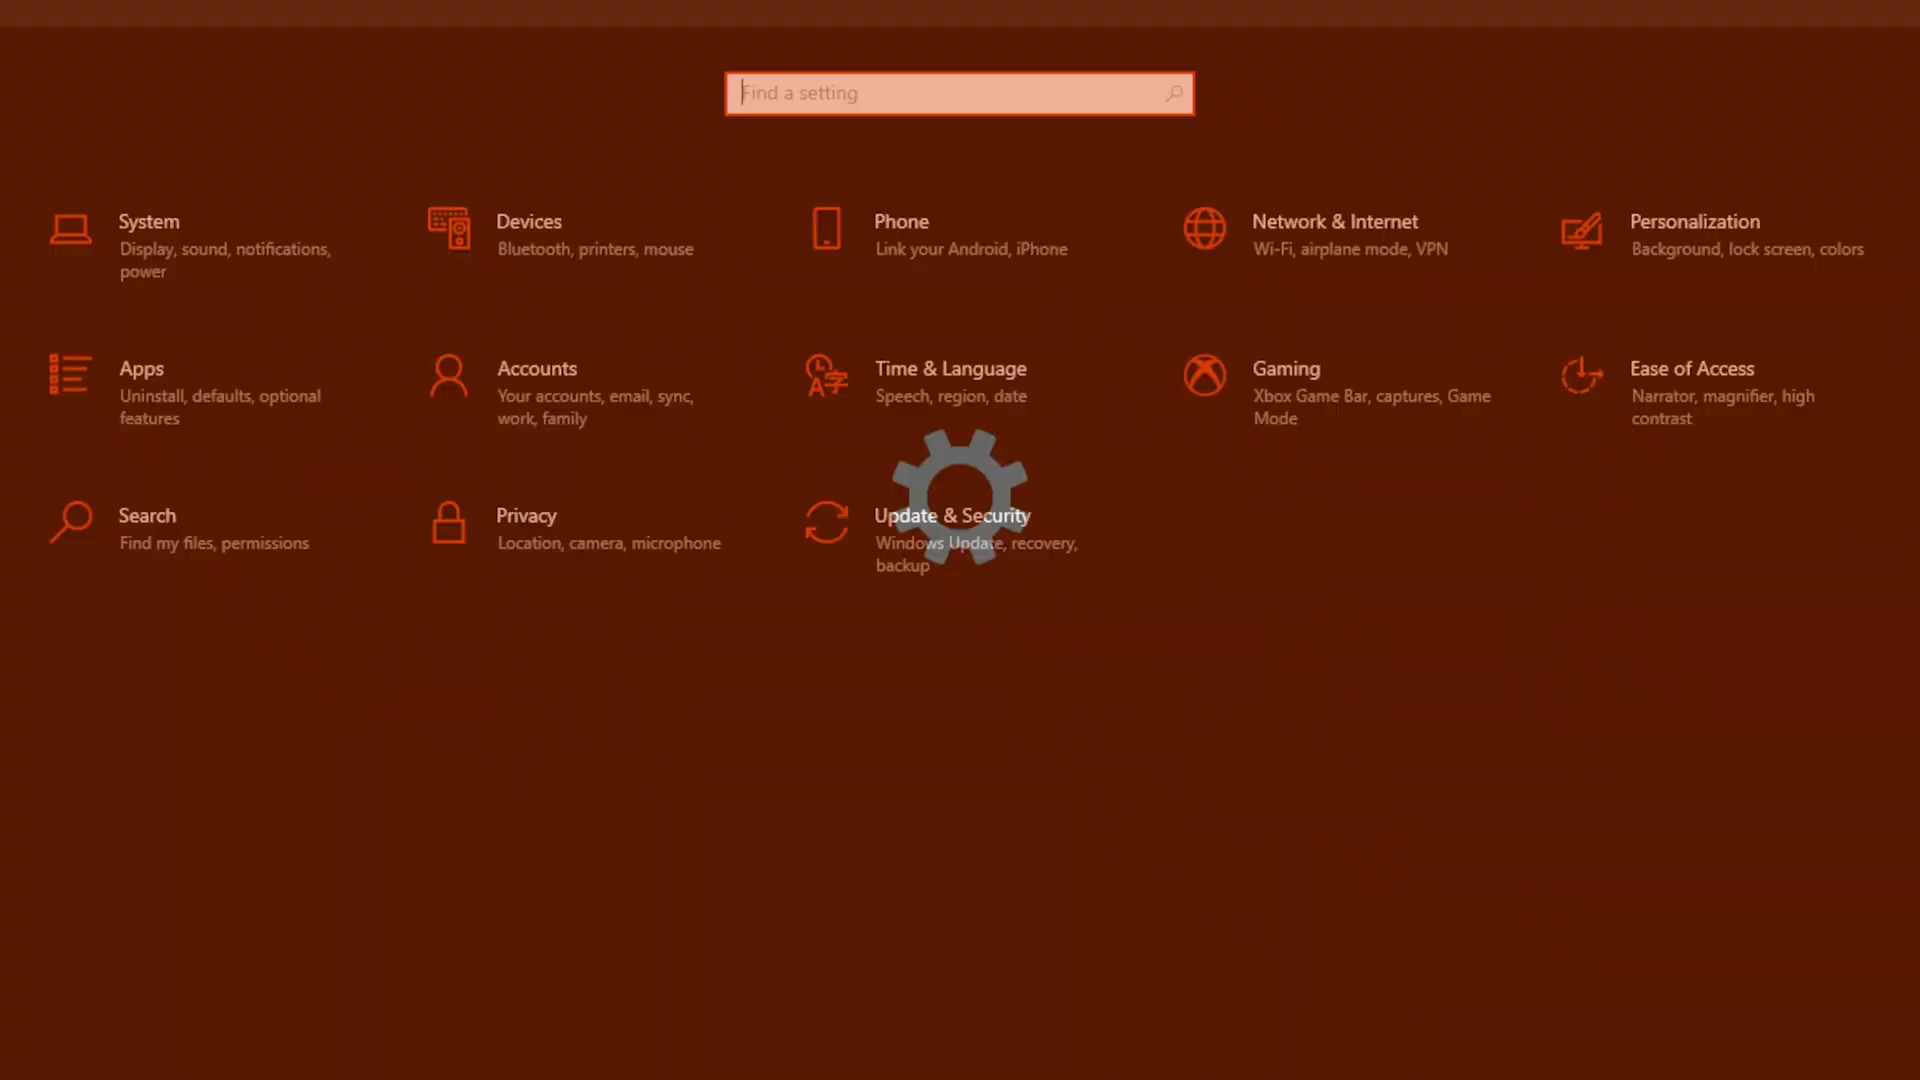 Find a setting
System
Display, sound, notifications,
power
Devices
Bluetooth, printers, mouse
Phone
Link your Android, iPhone
Network & Internet
Wi-Fi, airplane mode, VPN
Personalization
Background, lock screen, colors
Apps
Uninstall, defaults, optional
features
Accounts
Your accounts, email, sync,
work, family
Time & Language
Speech, region, date
Gaming
Xbox Game Bar, captures, Game
Mode
Ease of Access
Narrator, magnifier, high
contrast
Search
Find my files, permissions
Privacy
Location, camera, microphone
Update & Security
Windows Update, recovery,
backup